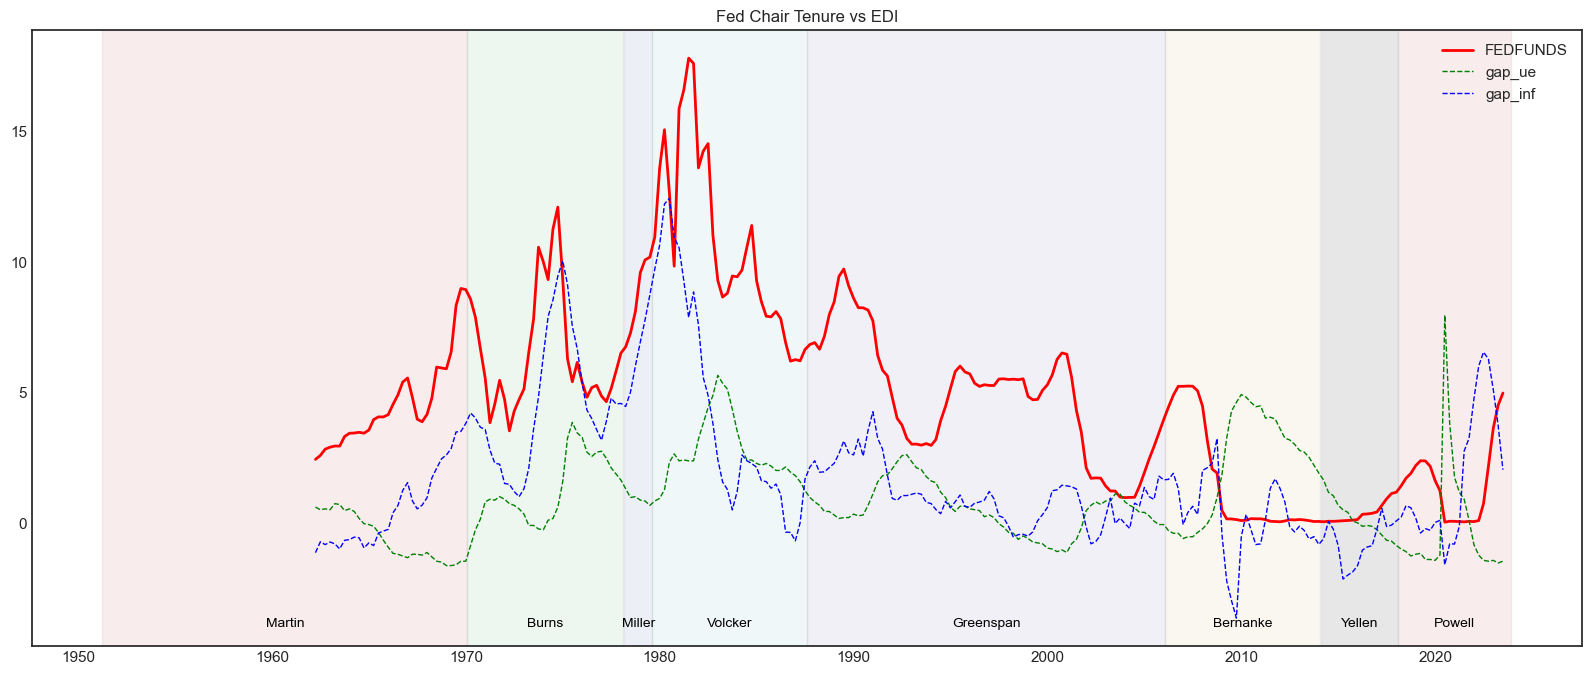 Fed Chair Tenure vs EDI
FEDFUNDS
gap_ue
gap_inf
15
10
5
0
Martin Burns Miller Volcker Greenspan Bernanke Yellen Powell
1950 1960 1970 1980 1990 2000 2010 2020